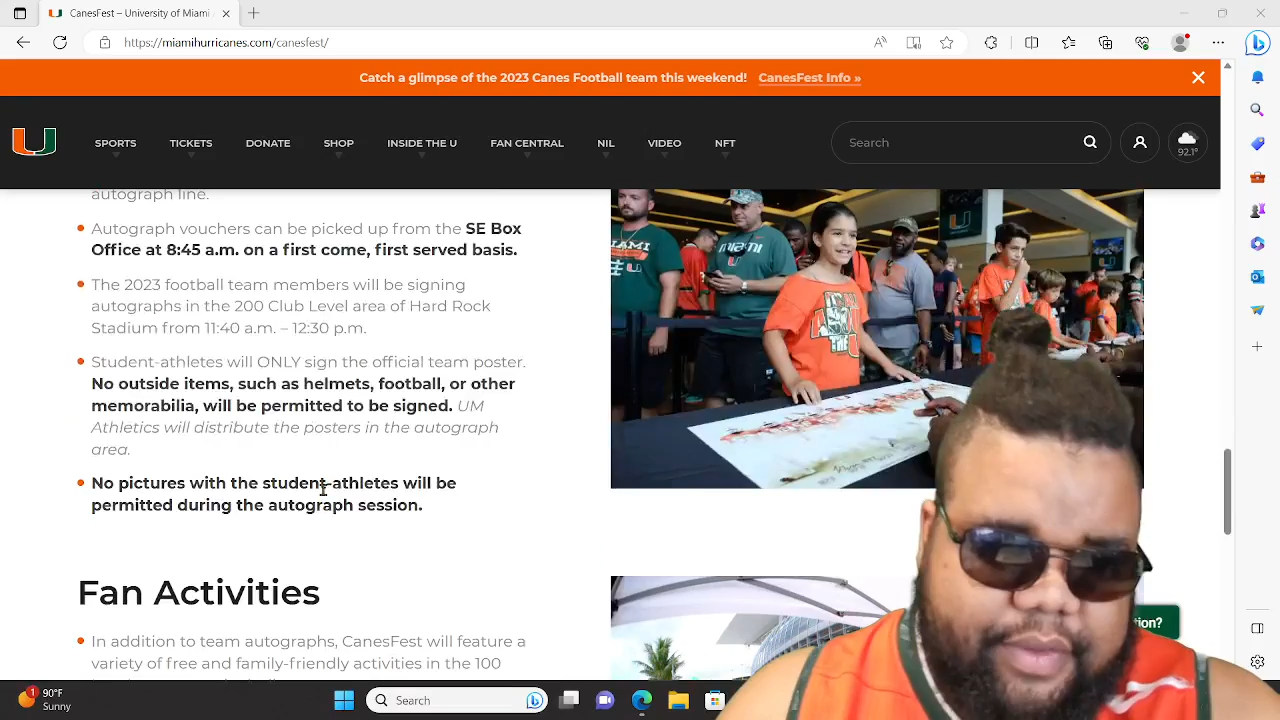 CanesFest – University of Miami
https://miamihurricanes.com/canesfest/
Catch a glimpse of the 2023 Canes Football team this weekend! CanesFest Info »
SPORTS TICKETS DONATE SHOP INSIDE THE U FAN CENTRAL NIL VIDEO NFT
Search
92.1°
autograph line.
Autograph vouchers can be picked up from the SE Box
Office at 8:45 a.m. on a first come, first served basis.
The 2023 football team members will be signing
autographs in the 200 Club Level area of Hard Rock
Stadium from 11:40 a.m. – 12:30 p.m.
Student-athletes will ONLY sign the official team poster.
No outside items, such as helmets, football, or other
memorabilia, will be permitted to be signed. UM
Athletics will distribute the posters in the autograph
area.
No pictures with the student-athletes will be
permitted during the autograph session.
MIAMI
miami
THE U
Fan Activities
In addition to team autographs, CanesFest will feature a
variety of free and family-friendly activities in the 100
tion?
1
90°F
Sunny
Search